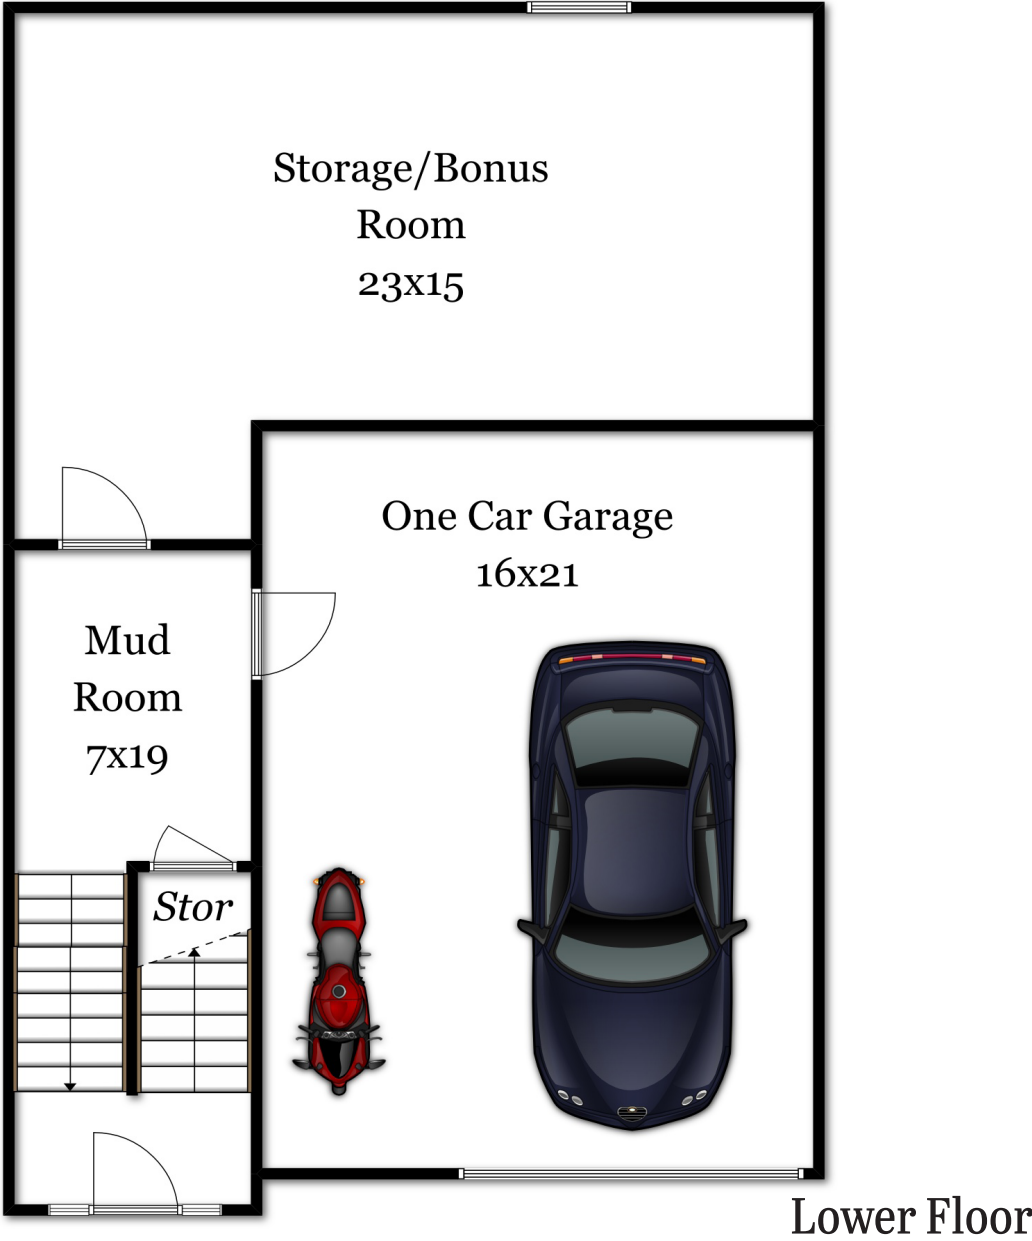 Storage/Bonus
Room
23x15
One Car Garage
16x21
Mud
Room
7x19
Stor
Lower Floor